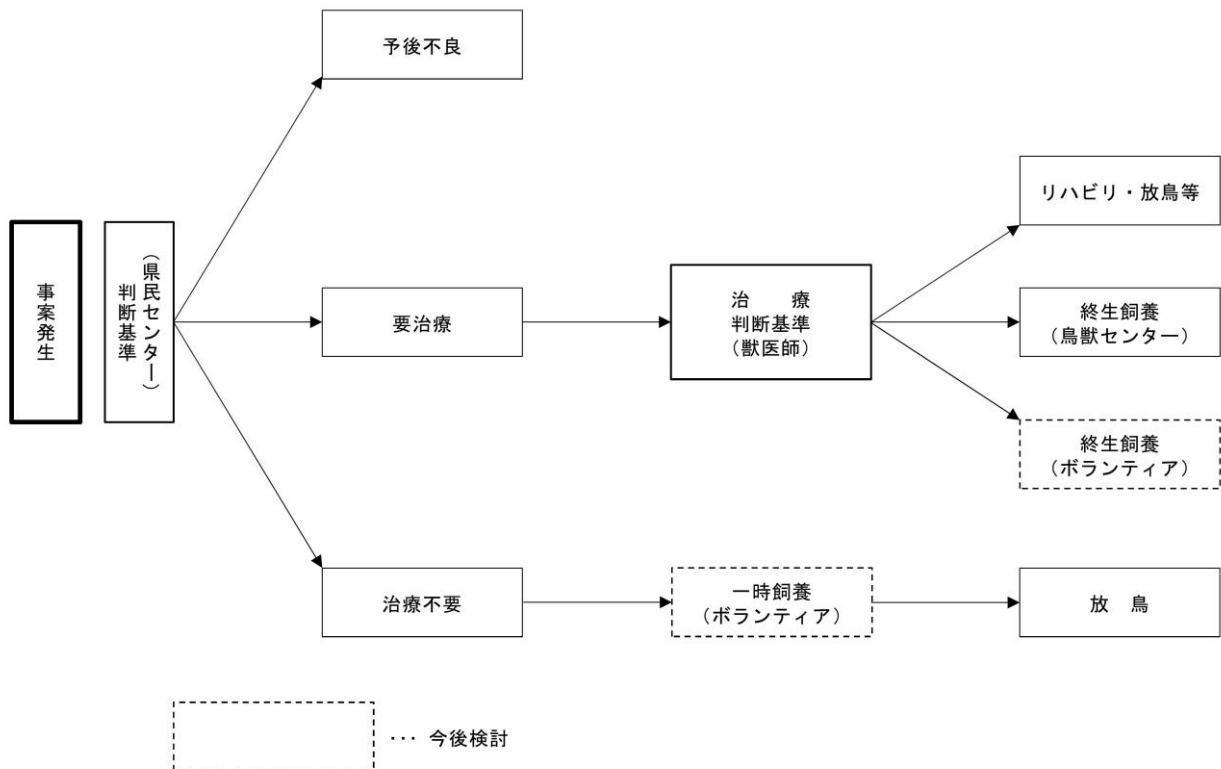 事案発生
判断基準
（県民センター）
予後不良
要治療
治療不要
治　　療
判断基準
（獣医師）
一時飼養
（ボランティア）
リハビリ・放鳥等
終生飼養
（鳥獣センター）
終生飼養
（ボランティア）
放　鳥
･･･ 今後検討